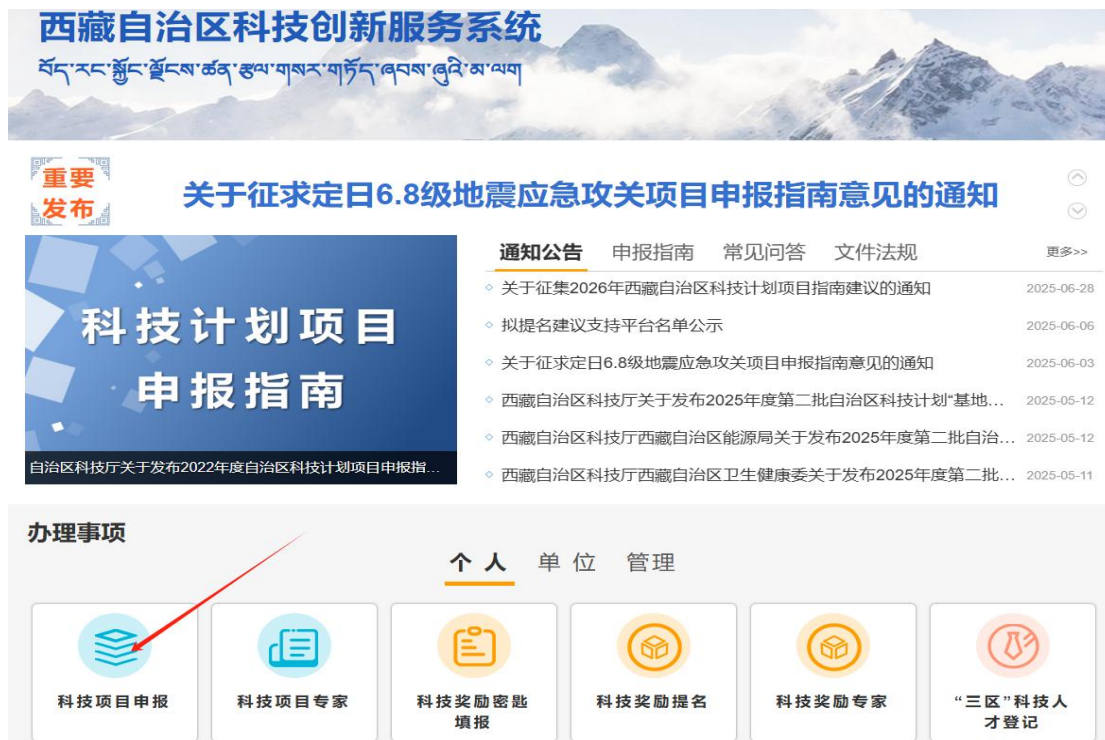 西藏自治区科技创新服务系统
བོད་རང་སྐྱོང་ལྗོངས་ཚན་རྩལ་གསར་གཏོད་ཞབས་ཞུའི་མ་ལག
重要
发布
关于征求定日6.8级地震应急攻关项目申报指南意见的通知
科技计划项目
申报指南
自治区科技厅关于发布2022年度自治区科技计划项目申报指...
通知公告 申报指南 常见问答 文件法规 更多>>
关于征集2026年西藏自治区科技计划项目指南建议的通知 2025-06-28
拟提名建议支持平台名单公示 2025-06-06
关于征求定日6.8级地震应急攻关项目申报指南意见的通知 2025-06-03
西藏自治区科技厅关于发布2025年度第二批自治区科技计划“基地... 2025-05-12
西藏自治区科技厅西藏自治区能源局关于发布2025年度第二批自治... 2025-05-12
西藏自治区科技厅西藏自治区卫生健康委关于发布2025年度第二批... 2025-05-11
办理事项
个人 单位 管理
科技项目申报
科技项目专家
科技奖励密匙
填报
科技奖励提名
科技奖励专家
“三区”科技人
才登记